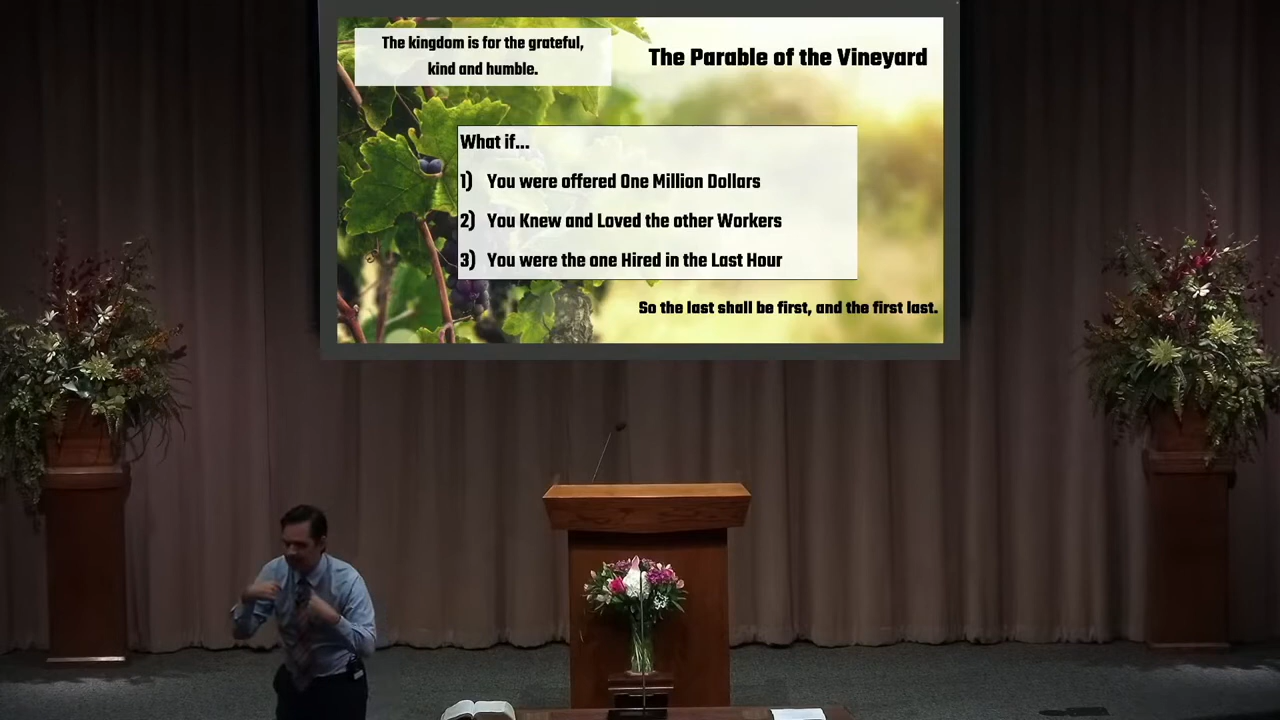 The kingdom is for the grateful,
kind and humble.
The Parable of the Vineyard
What if...
1) You were offered One Million Dollars
2) You Knew and Loved the other Workers
3) You were the one Hired in the Last Hour
So the last shall be first, and the first last.